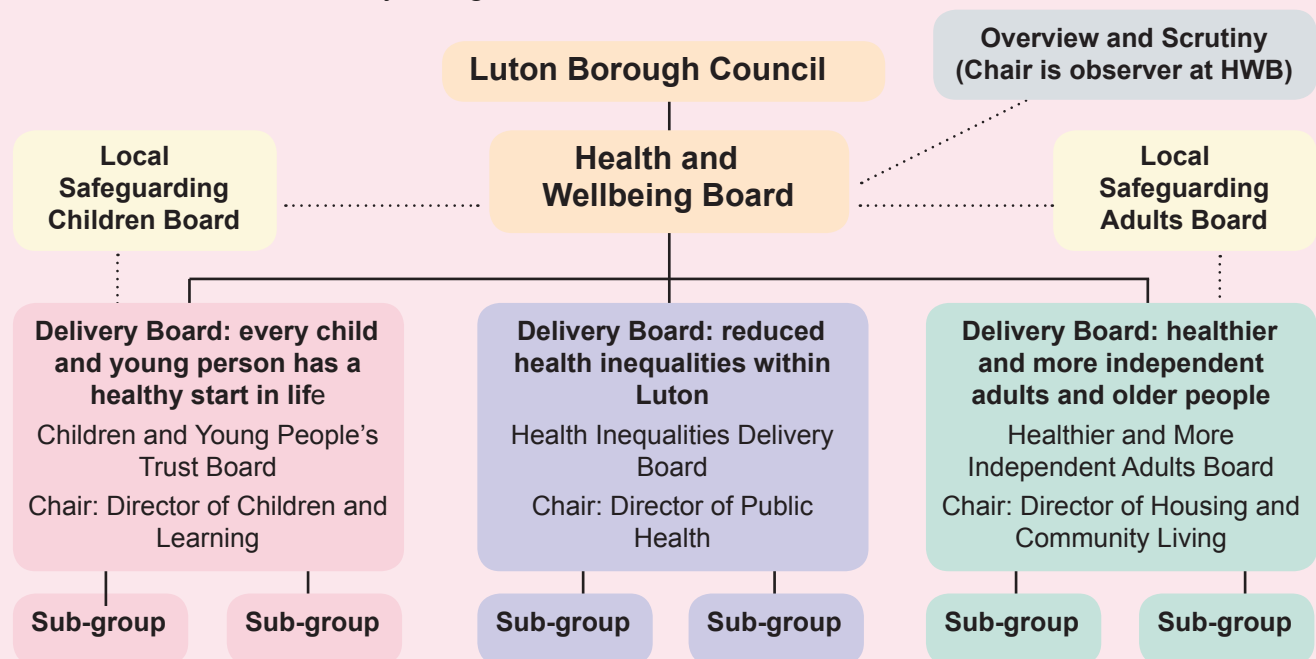 Luton Borough Council
Overview and Scrutiny
(Chair is observer at HWB)
Local
Safeguarding
Children Board
Health and
Wellbeing Board
Local
Safeguarding
Adults Board
Delivery Board: every child
and young person has a
healthy start in life
Children and Young People’s
Trust Board
Chair: Director of Children and
Learning
Delivery Board: reduced
health inequalities within
Luton
Health Inequalities Delivery
Board
Chair: Director of Public
Health
Delivery Board: healthier
and more independent
adults and older people
Healthier and More
Independent Adults Board
Chair: Director of Housing and
Community Living
Sub-group
Sub-group
Sub-group
Sub-group
Sub-group
Sub-group